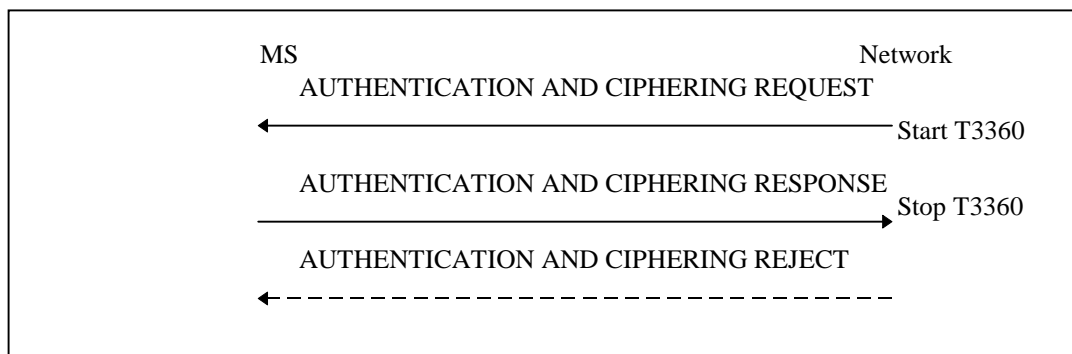 MS Network
AUTHENTICATION AND CIPHERING REQUEST
Start T3360
AUTHENTICATION AND CIPHERING RESPONSE
Stop T3360
AUTHENTICATION AND CIPHERING REJECT